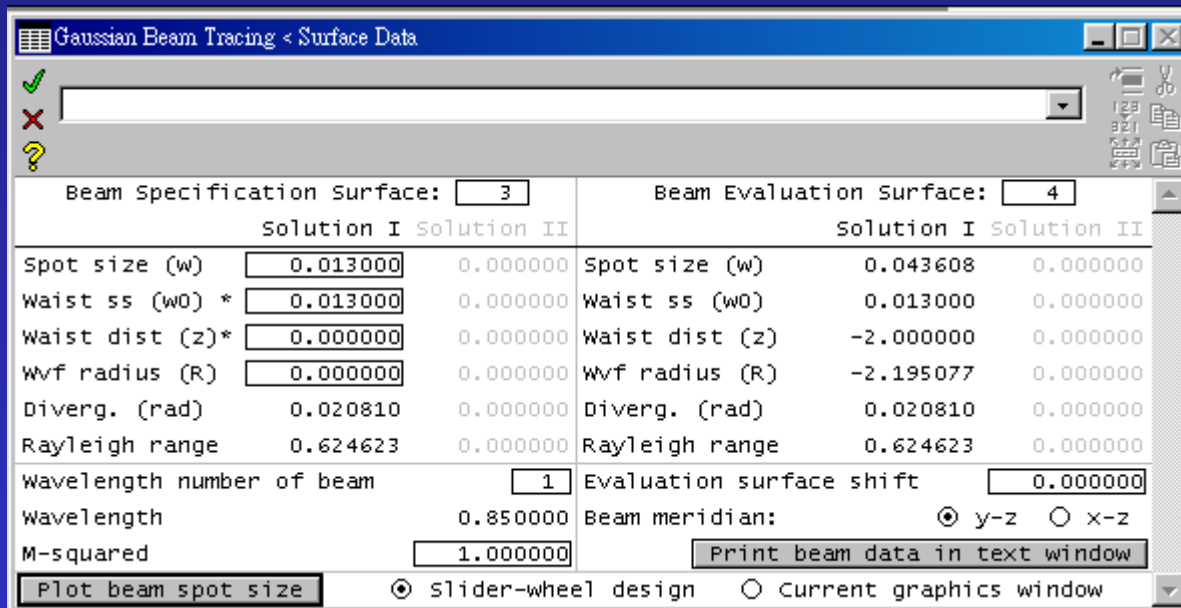 Gaussian Beam Tracing < Surface Data
Beam Specification Surface: 3 Beam Evaluation Surface: 4
Solution I Solution II Solution I Solution II
Spot size (w) 0.013000 0.000000 Spot size (w) 0.043608 0.000000
Waist ss (w0) * 0.013000 0.000000 Waist ss (w0) 0.013000 0.000000
Waist dist (z)* 0.000000 0.000000 Waist dist (z) -2.000000 0.000000
Wvf radius (R) 0.000000 0.000000 Wvf radius (R) -2.195077 0.000000
Diverg. (rad) 0.020810 0.000000 Diverg. (rad) 0.020810 0.000000
Rayleigh range 0.624623 0.000000 Rayleigh range 0.624623 0.000000
Wavelength number of beam 1 Evaluation surface shift 0.000000
Wavelength 0.850000 Beam meridian: y-z x-z
M-squared 1.000000 Print beam data in text window
Plot beam spot size Slider-wheel design Current graphics window